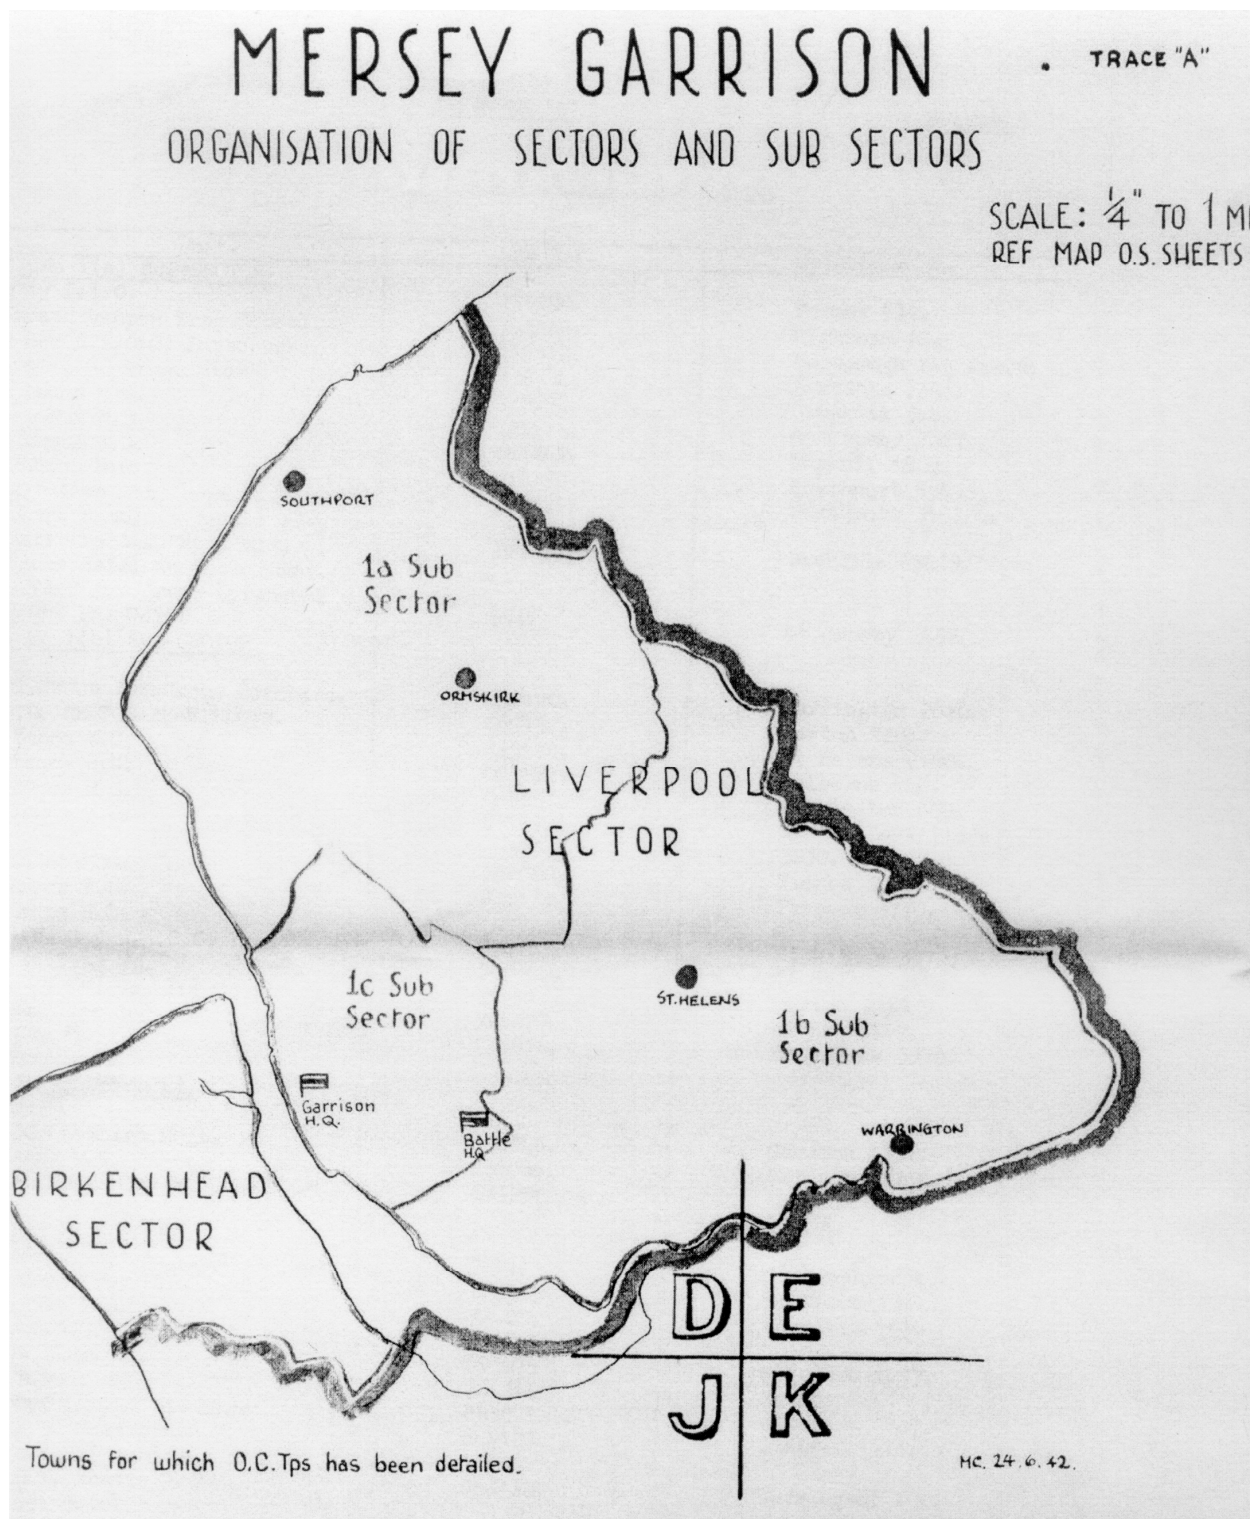 MERSEY GARRISON
TRACE "A"
ORGANISATION OF SECTORS AND SUB SECTORS
SCALE: 1/4" TO 1
REF MAP O.S. SHEETS
SOUTHPORT
1a Sub
Sector
ORMSKIRK
LIVERPOOL
SECTOR
1c Sub
Sector
ST. HELENS
1b Sub
Sector
Garrison
H.Q.
Battle
H.Q.
WARRINGTON
BIRKENHEAD
SECTOR
D E
J K
Towns for which O.C. Tps has been detailed.
MC. 24.6.42.